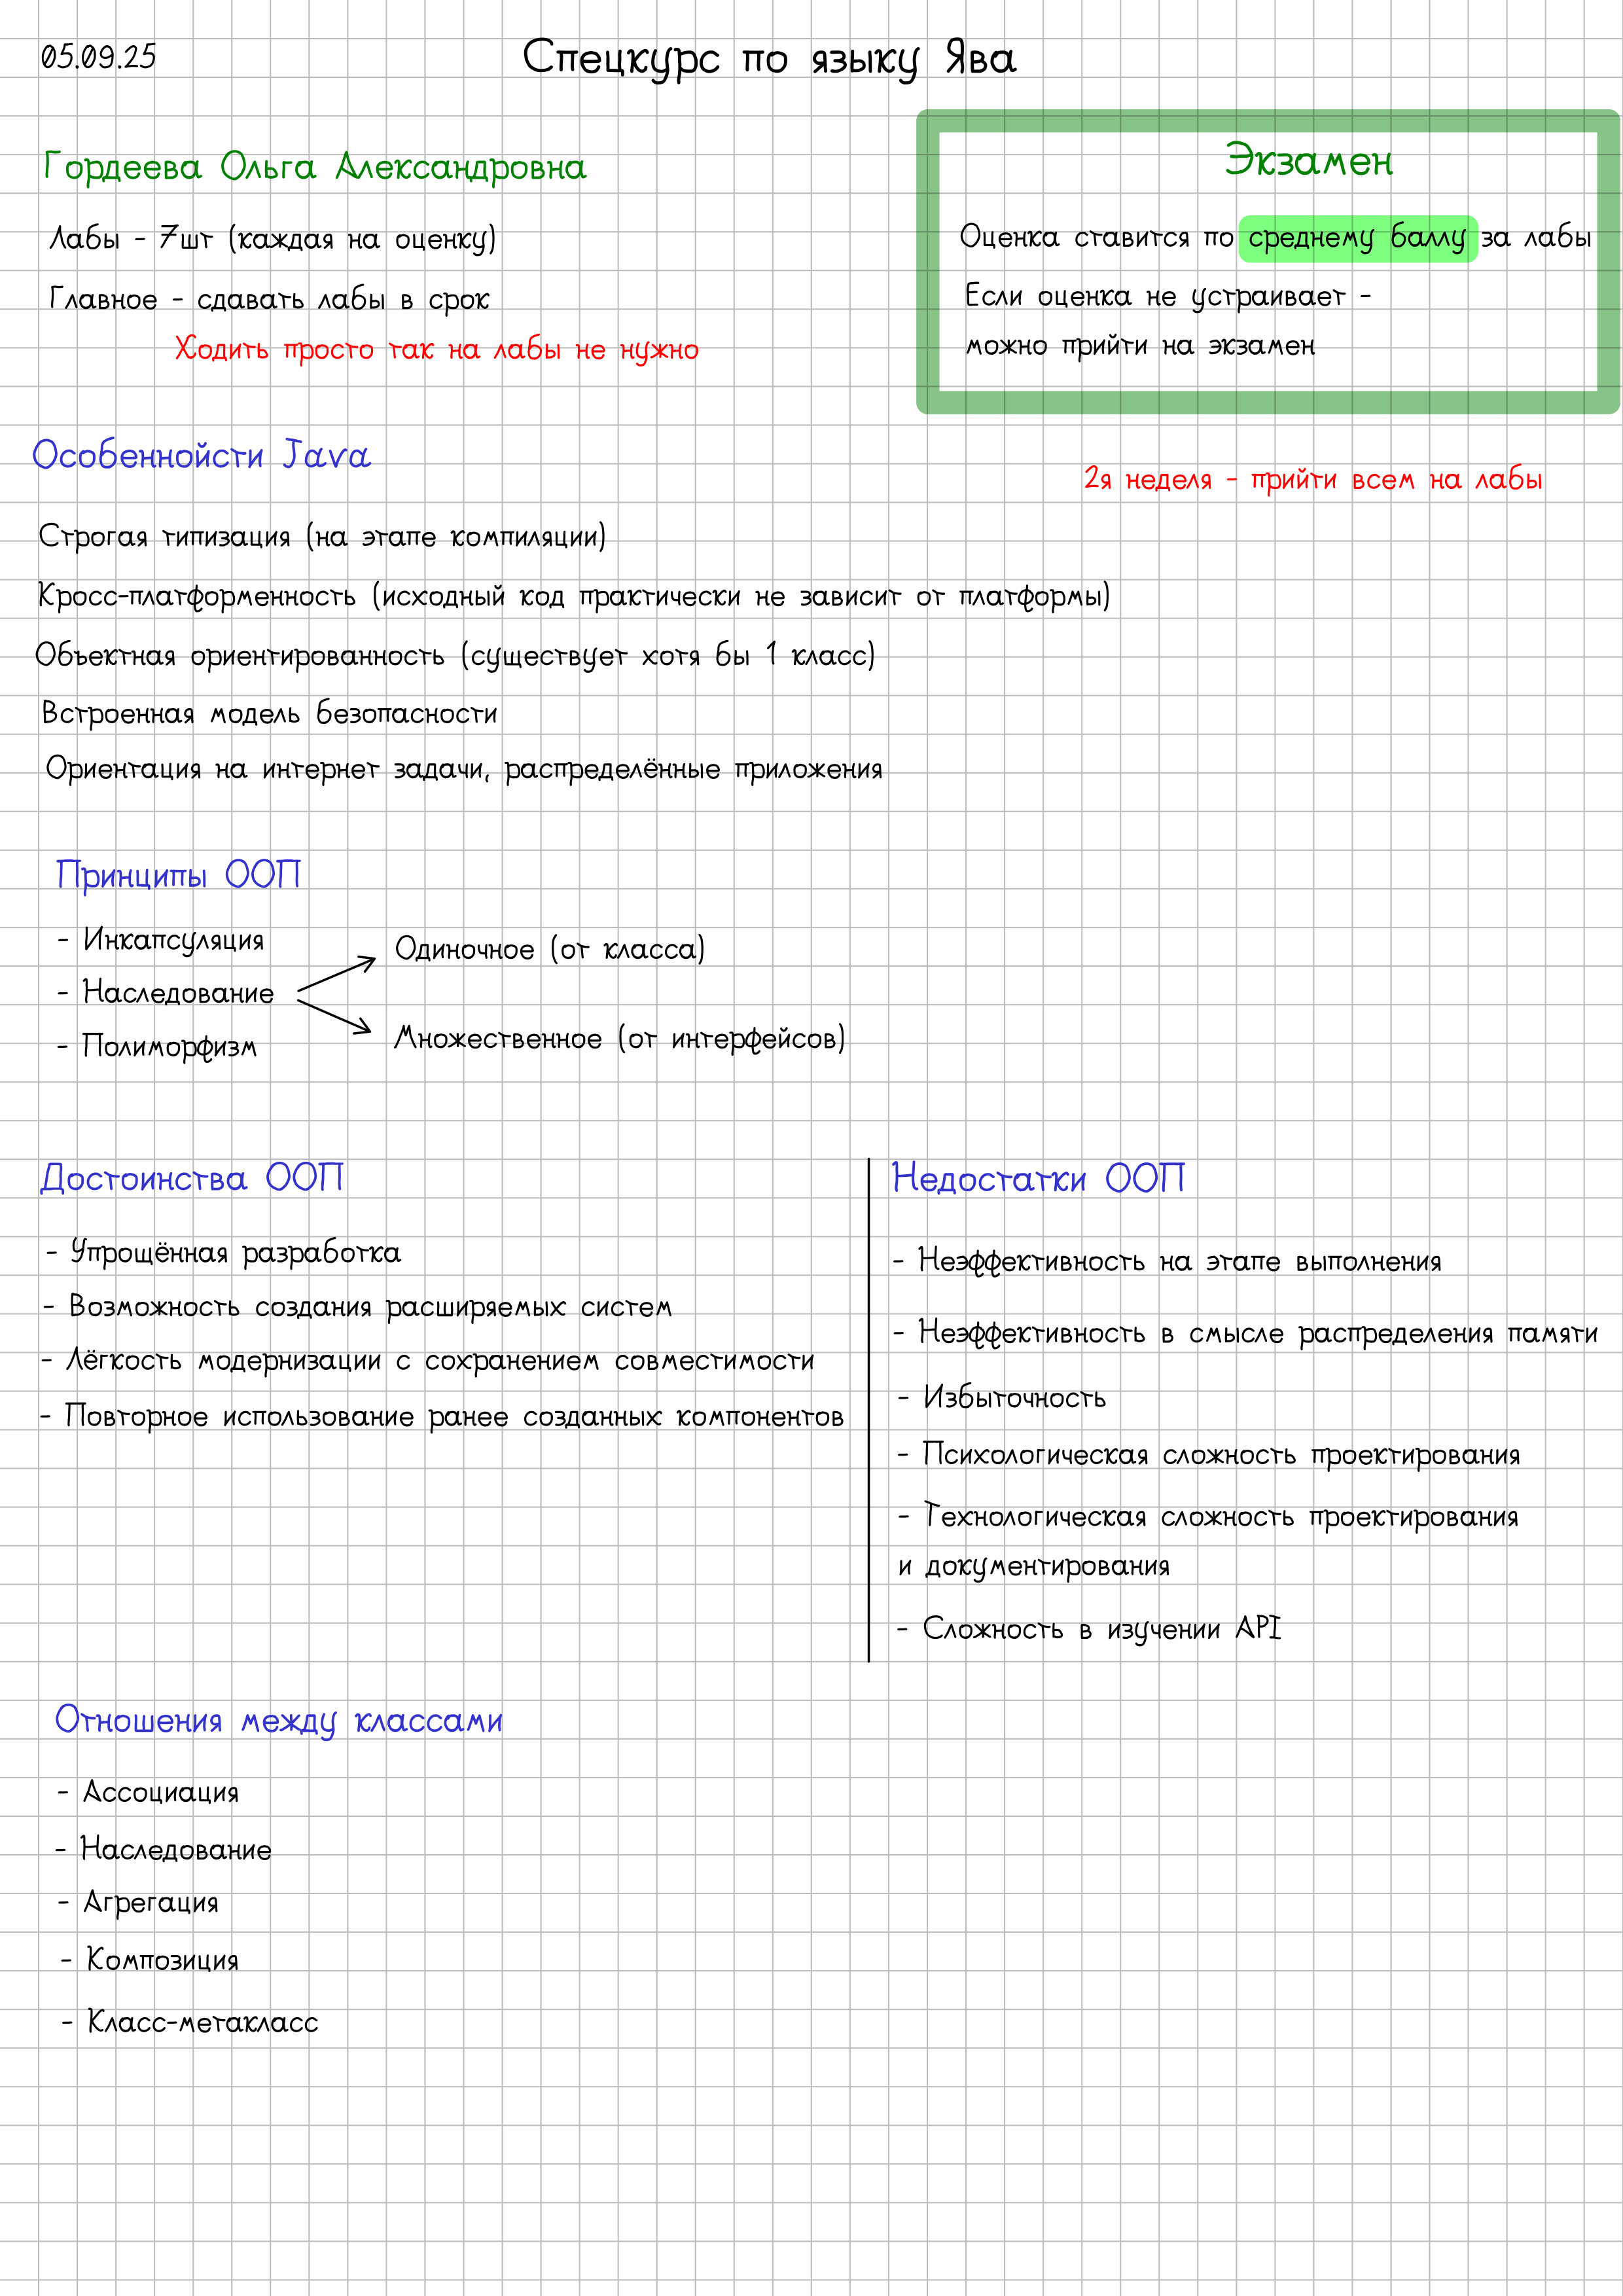 05.09.25
Спецкурс по языку Ява
Гордеева Ольга Александровна
Лабы - 7шт (каждая на оценку)
Главное - сдавать лабы в срок
Ходить просто так на лабы не нужно
Экзамен
Оценка ставится по среднему баллу за лабы
Если оценка не устраивает -
можно прийти на экзамен
Особеннойсти Java
2я неделя - прийти всем на лабы
Строгая типизация (на этапе компиляции)
Кросс-платформенность (исходный код практически не зависит от платформы)
Объектная ориентированность (существует хотя бы 1 класс)
Встроенная модель безопасности
Ориентация на интернет задачи, распределённые приложения
Принципы ООП
- Инкапсуляция
- Наследование
- Полиморфизм
Одиночное (от класса)
Множественное (от интерфейсов)
Достоинства ООП
- Упрощённая разработка
- Возможность создания расширяемых систем
- Лёгкость модернизации с сохранением совместимости
- Повторное использование ранее созданных компонентов
Недостатки ООП
- Неэффективность на этапе выполнения
- Неэффективность в смысле распределения памяти
- Избыточность
- Психологическая сложность проектирования
- Технологическая сложность проектирования
и документирования
- Сложность в изучении API
Отношения между классами
- Ассоциация
- Наследование
- Агрегация
- Композиция
- Класс-метакласс